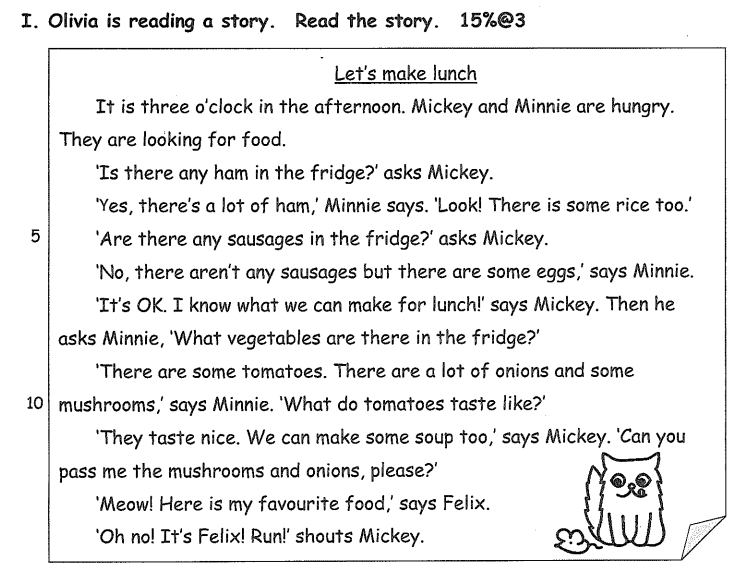 I. Olivia is reading a story. Read the story. 15%@3
Let's make lunch
It is three o'clock in the afternoon. Mickey and Minnie are hungry.
They are looking for food.
'Is there any ham in the fridge?' asks Mickey.
'Yes, there's a lot of ham,' Minnie says. 'Look! There is some rice too.'
5 'Are there any sausages in the fridge?' asks Mickey.
'No, there aren't any sausages but there are some eggs,' says Minnie.
'It's OK. I know what we can make for lunch!' says Mickey. Then he
asks Minnie, 'What vegetables are there in the fridge?'
'There are some tomatoes. There are a lot of onions and some
10 mushrooms,' says Minnie. 'What do tomatoes taste like?'
'They taste nice. We can make some soup too,' says Mickey. 'Can you
pass me the mushrooms and onions, please?'
'Meow! Here is my favourite food,' says Felix.
'Oh no! It's Felix! Run!' shouts Mickey.